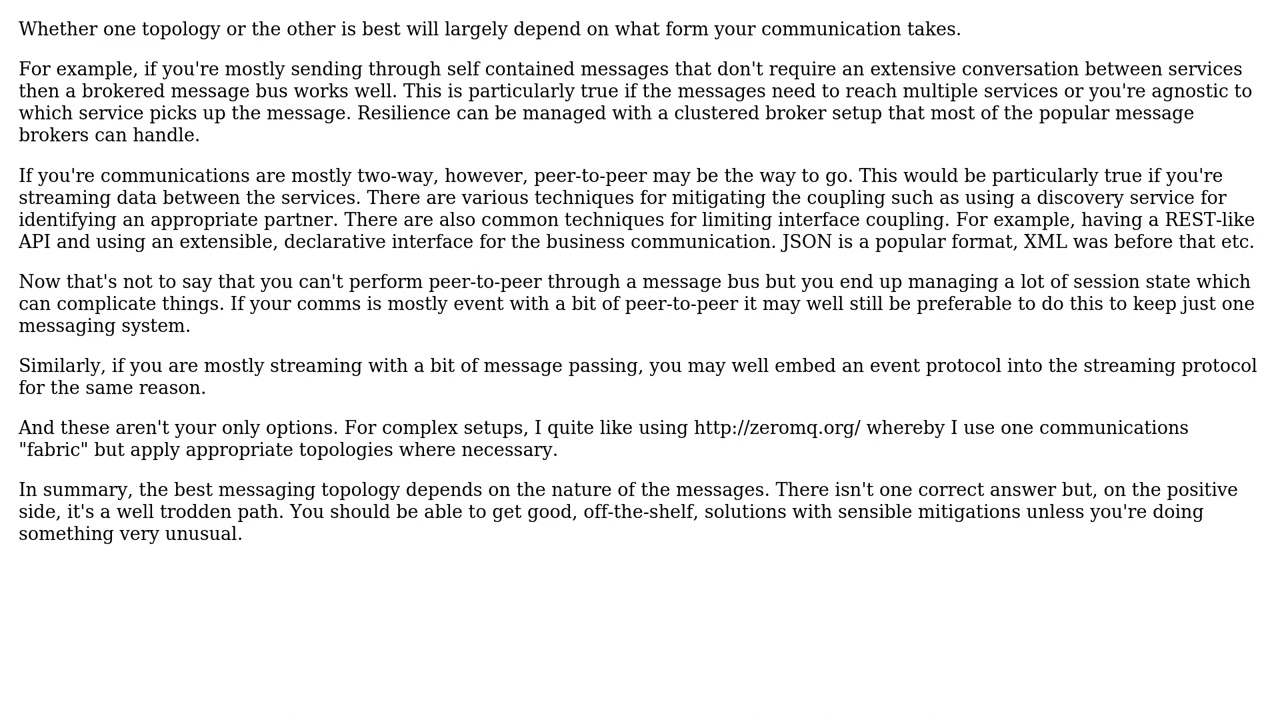 Whether one topology or the other is best will largely depend on what form your communication takes.
For example, if you're mostly sending through self contained messages that don't require an extensive conversation between services
then a brokered message bus works well. This is particularly true if the messages need to reach multiple services or you're agnostic to
which service picks up the message. Resilience can be managed with a clustered broker setup that most of the popular message
brokers can handle.
If you're communications are mostly two-way, however, peer-to-peer may be the way to go. This would be particularly true if you're
streaming data between the services. There are various techniques for mitigating the coupling such as using a discovery service for
identifying an appropriate partner. There are also common techniques for limiting interface coupling. For example, having a REST-like
API and using an extensible, declarative interface for the business communication. JSON is a popular format, XML was before that etc.
Now that's not to say that you can't perform peer-to-peer through a message bus but you end up managing a lot of session state which
can complicate things. If your comms is mostly event with a bit of peer-to-peer it may well still be preferable to do this to keep just one
messaging system.
Similarly, if you are mostly streaming with a bit of message passing, you may well embed an event protocol into the streaming protocol
for the same reason.
And these aren't your only options. For complex setups, I quite like using http://zeromq.org/ whereby I use one communications
"fabric" but apply appropriate topologies where necessary.
In summary, the best messaging topology depends on the nature of the messages. There isn't one correct answer but, on the positive
side, it's a well trodden path. You should be able to get good, off-the-shelf, solutions with sensible mitigations unless you're doing
something very unusual.